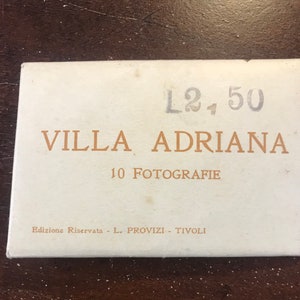 L2,50
VILLA ADRIANA
10 FOTOGRAFIE
Edizione Riservata - L. PROVIZI - TIVOLI